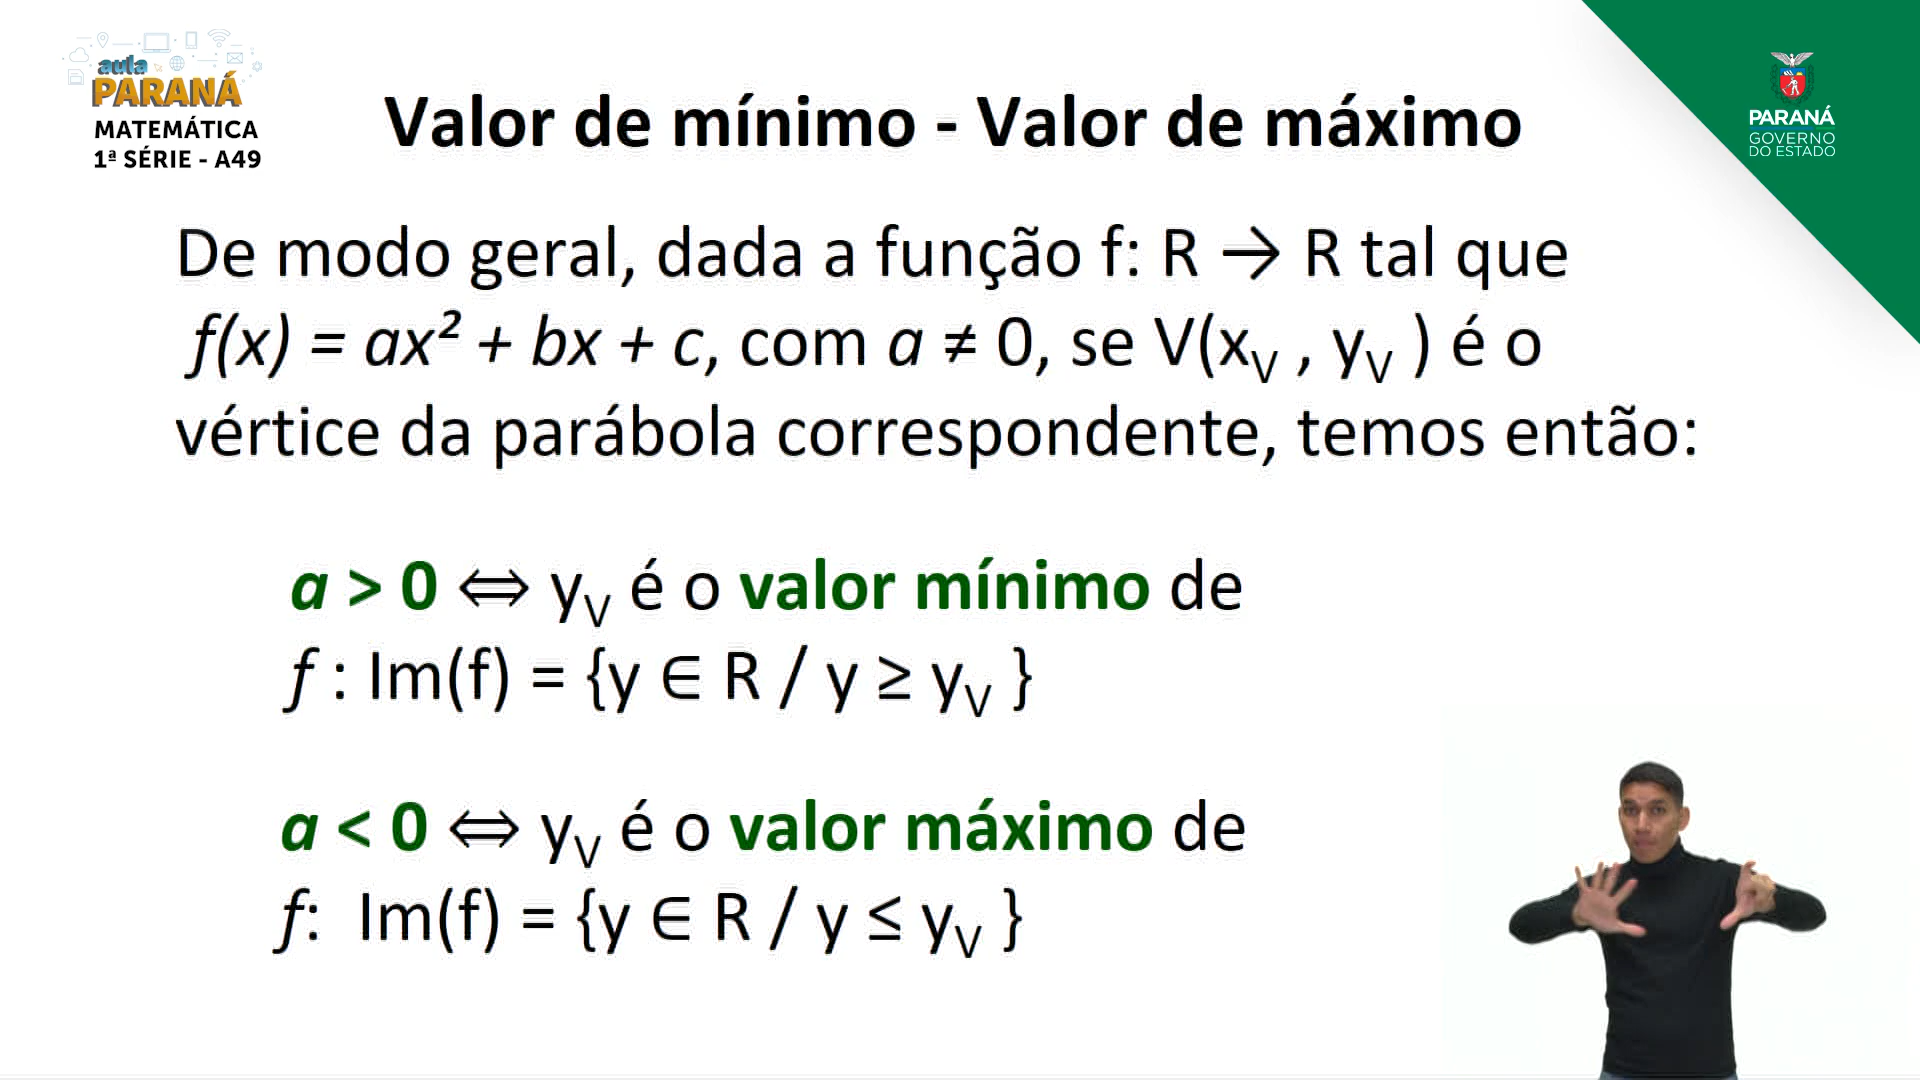 aula
PARANÁ
MATEMÁTICA
1ª SÉRIE - A49
Valor de mínimo - Valor de máximo
PARANÁ
GOVERNO
DO ESTADO
De modo geral, dada a função f: R → R tal que
f(x) = ax² + bx + c, com a ≠ 0, se V(xV , yV ) é o
vértice da parábola correspondente, temos então:
a > 0 ⇔ yV é o valor mínimo de
f : Im(f) = {y ∈ R / y ≥ yV }
a < 0 ⇔ yV é o valor máximo de
f: Im(f) = {y ∈ R / y ≤ yV }